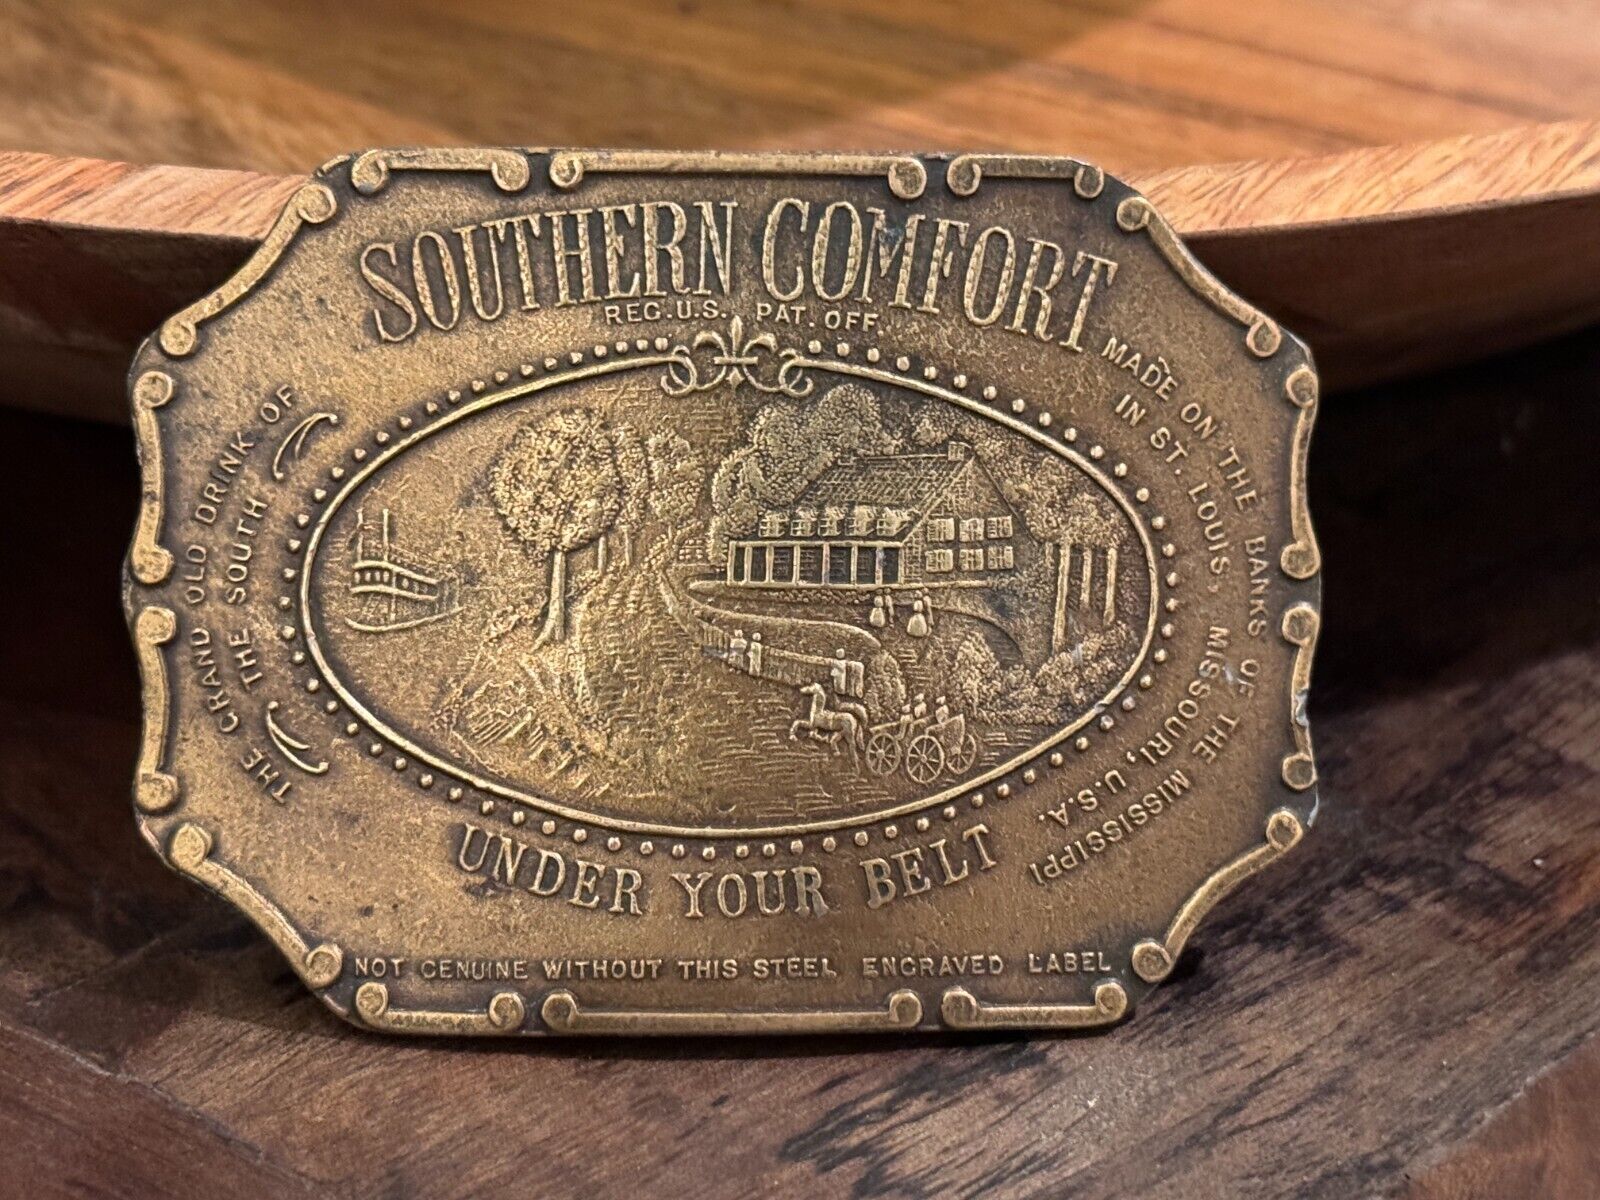 SOUTHERN COMFORT
REG. U.S. PAT. OFF.
THE GRAND OLD DRINK OF
THE SOUTH
MADE ON THE BANKS OF THE MISSISSIPPI
IN ST. LOUIS, MISSOURI, U.S.A.
UNDER YOUR BELT
NOT GENUINE WITHOUT THIS STEEL ENGRAVED LABEL